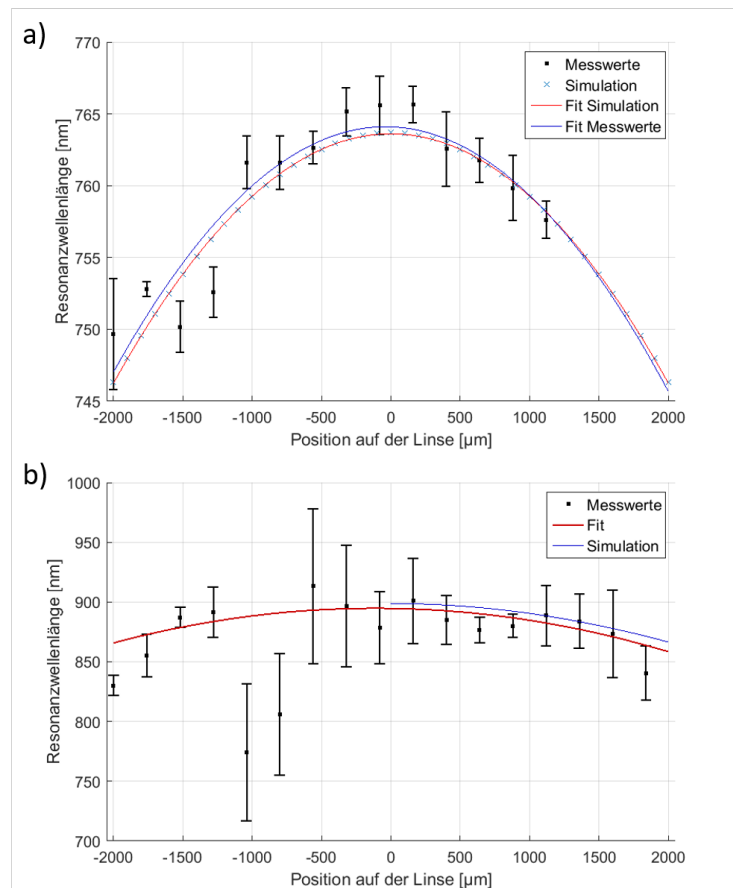 a)
770
765
760
755
750
745
Resonanzwellenlänge [nm]
Messwerte
Simulation
Fit Simulation
Fit Messwerte
-2000 -1500 -1000 -500 0 500 1000 1500 2000
Position auf der Linse [µm]
b)
1000
950
900
850
800
750
700
Resonanzwellenlänge [nm]
Messwerte
Fit
Simulation
-2000 -1500 -1000 -500 0 500 1000 1500 2000
Position auf der Linse [µm]